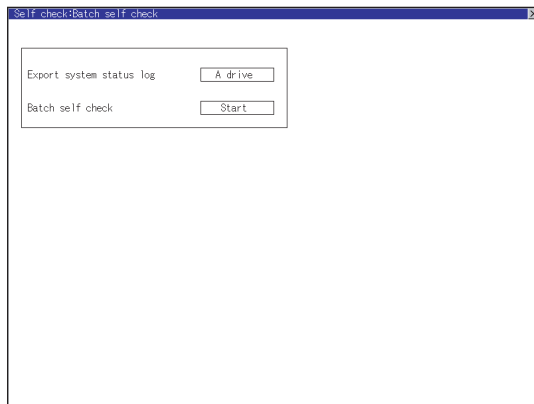 Self check:Batch self check
Export system status log
A drive
Batch self check
Start